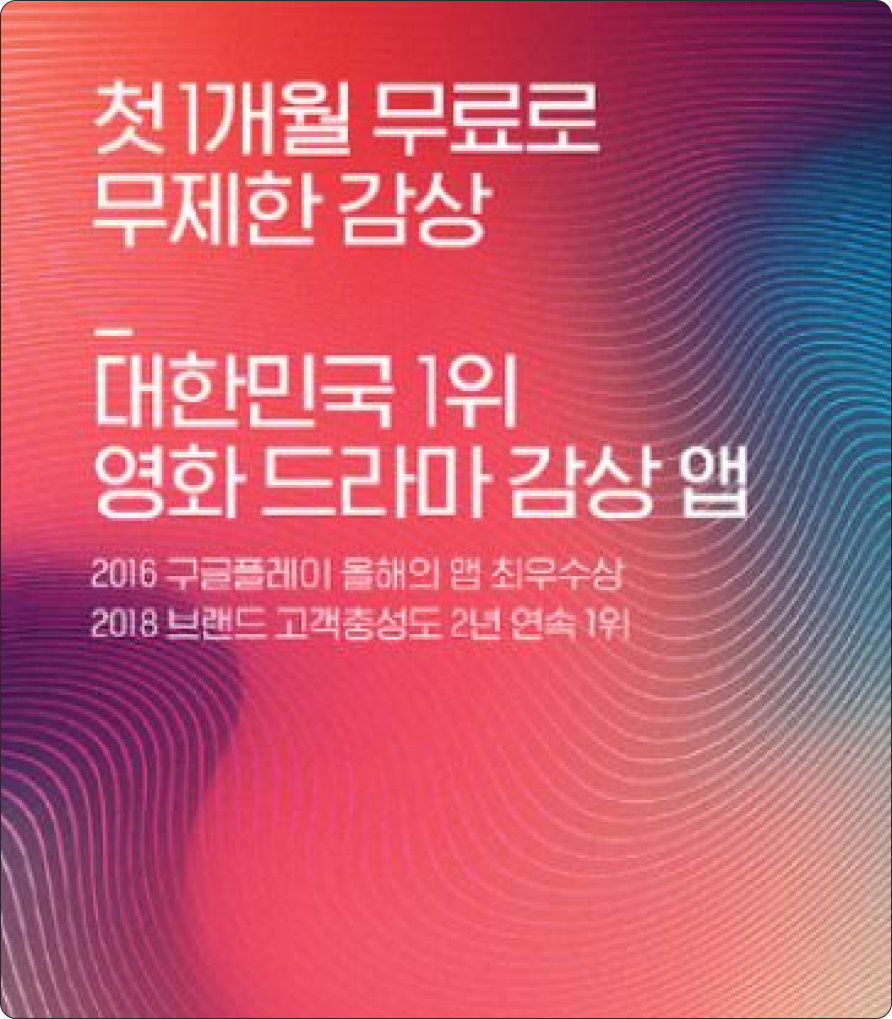 첫 1개월 무료로
무제한 감상
대한민국 1위
영화 드라마 감상 앱
2016 구글플레이 올해의 앱 최우수상
2018 브랜드 고객충성도 2년 연속 1위